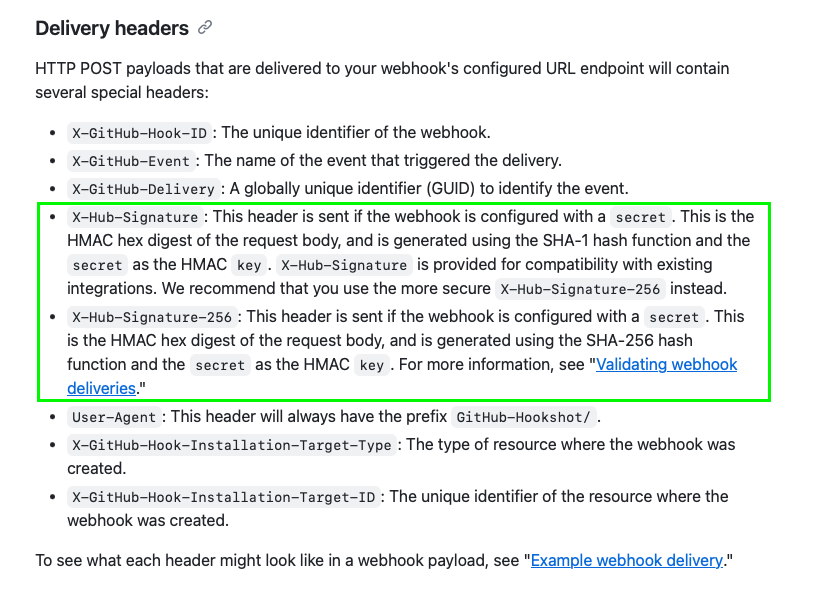 Delivery headers
HTTP POST payloads that are delivered to your webhook's configured URL endpoint will contain
several special headers:
• X-GitHub-Hook-ID: The unique identifier of the webhook.
• X-GitHub-Event: The name of the event that triggered the delivery.
• X-GitHub-Delivery: A globally unique identifier (GUID) to identify the event.
• X-Hub-Signature: This header is sent if the webhook is configured with a secret. This is the
HMAC hex digest of the request body, and is generated using the SHA-1 hash function and the
secret as the HMAC key. X-Hub-Signature is provided for compatibility with existing
integrations. We recommend that you use the more secure X-Hub-Signature-256 instead.
• X-Hub-Signature-256: This header is sent if the webhook is configured with a secret. This
is the HMAC hex digest of the request body, and is generated using the SHA-256 hash
function and the secret as the HMAC key. For more information, see "Validating webhook
deliveries."
• User-Agent: This header will always have the prefix GitHub-Hookshot/.
• X-GitHub-Hook-Installation-Target-Type: The type of resource where the webhook was
created.
• X-GitHub-Hook-Installation-Target-ID: The unique identifier of the resource where the
webhook was created.
To see what each header might look like in a webhook payload, see "Example webhook delivery."